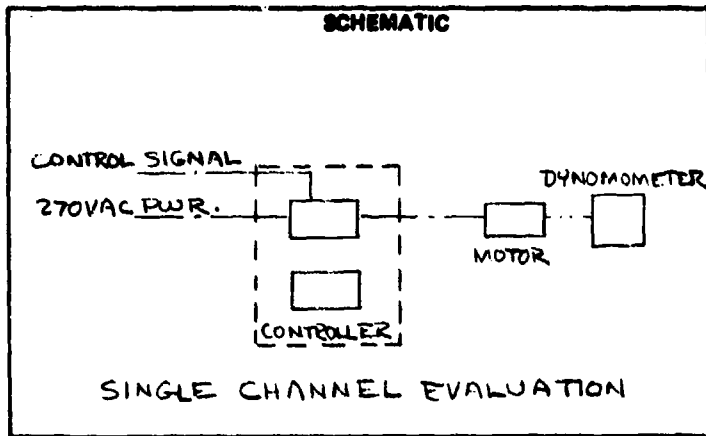 SCHEMATIC
CONTROL SIGNAL
270VAC PWR.
DYNOMOMETER
MOTOR
CONTROLLER
SINGLE CHANNEL EVALUATION